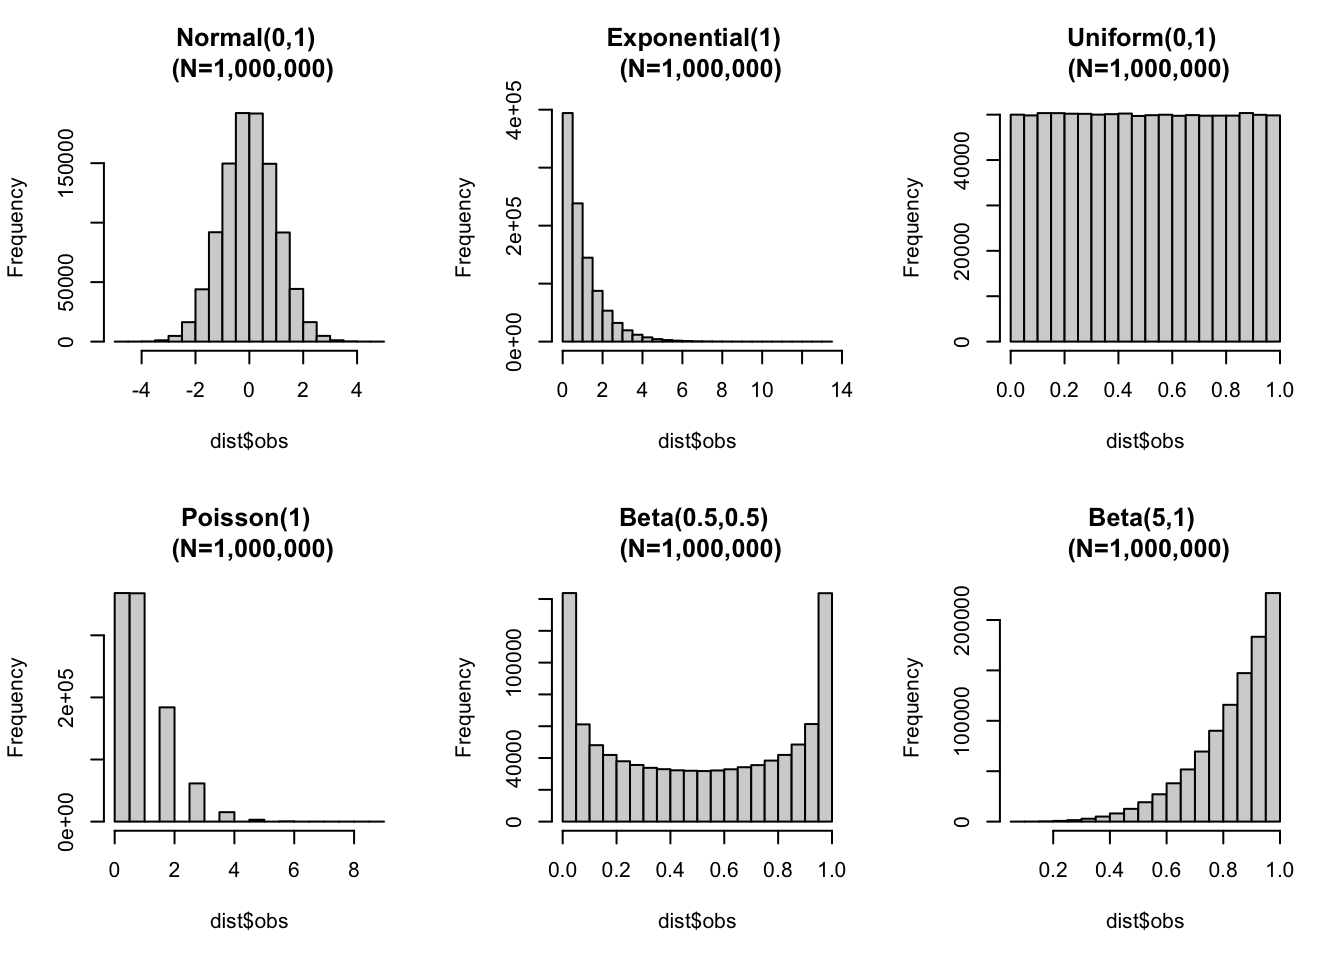 Normal(0,1)
(N=1,000,000)
Frequency
0
50000
150000
-4 -2 0 2 4
dist$obs
Exponential(1)
(N=1,000,000)
Frequency
0e+00
2e+05
4e+05
0 2 4 6 8 10 14
dist$obs
Uniform(0,1)
(N=1,000,000)
Frequency
0
20000
40000
0.0 0.2 0.4 0.6 0.8 1.0
dist$obs
Poisson(1)
(N=1,000,000)
Frequency
0e+00
2e+05
0 2 4 6 8
dist$obs
Beta(0.5,0.5)
(N=1,000,000)
Frequency
0
40000
100000
0.0 0.2 0.4 0.6 0.8 1.0
dist$obs
Beta(5,1)
(N=1,000,000)
Frequency
0
100000
200000
0.2 0.4 0.6 0.8 1.0
dist$obs